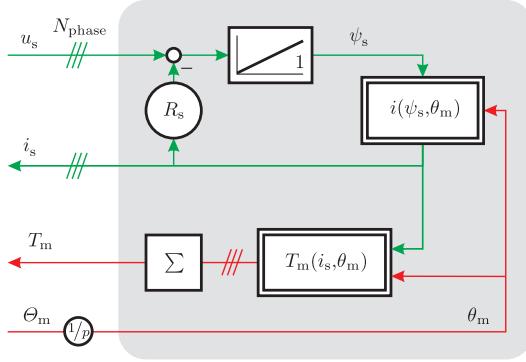 u_s N_phase ψ_s
−
1
R_s
i(ψ_s,θ_m)
i_s
T_m
Σ
T_m(i_s,θ_m)
Θ_m 1/p θ_m